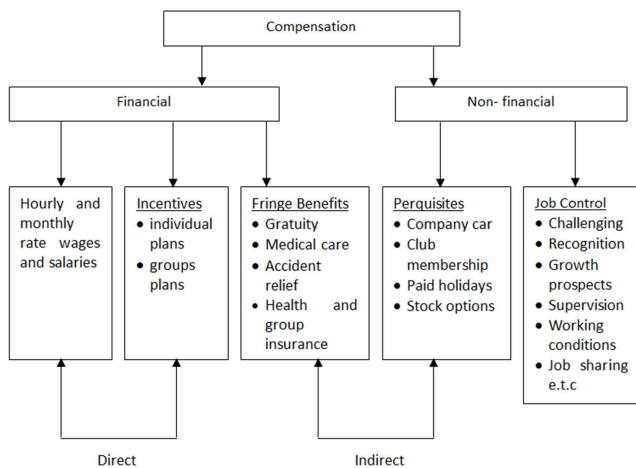 Compensation
Financial
Non- financial
Hourly and
monthly
rate wages
and salaries
Incentives
• individual
plans
• groups
plans
Fringe Benefits
• Gratuity
• Medical care
• Accident
relief
• Health and
group
insurance
Perquisites
• Company car
• Club
membership
• Paid holidays
• Stock options
Job Control
• Challenging
• Recognition
• Growth
prospects
• Supervision
• Working
conditions
• Job sharing
e.t.c
Direct
Indirect